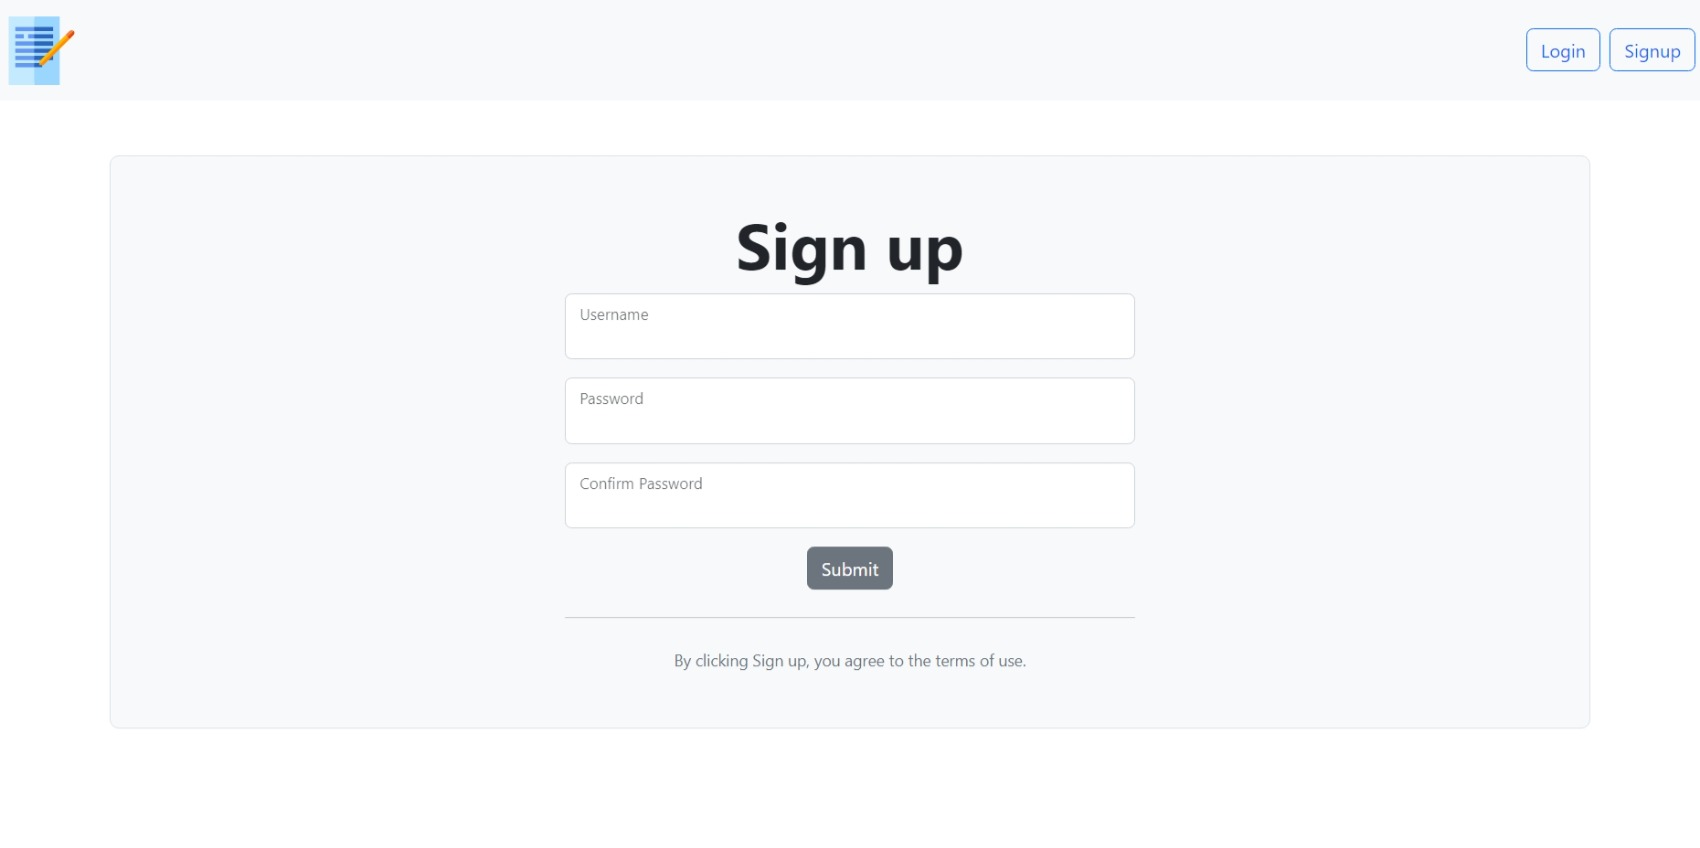 Login Signup
Sign up
Username
Password
Confirm Password
Submit
By clicking Sign up, you agree to the terms of use.